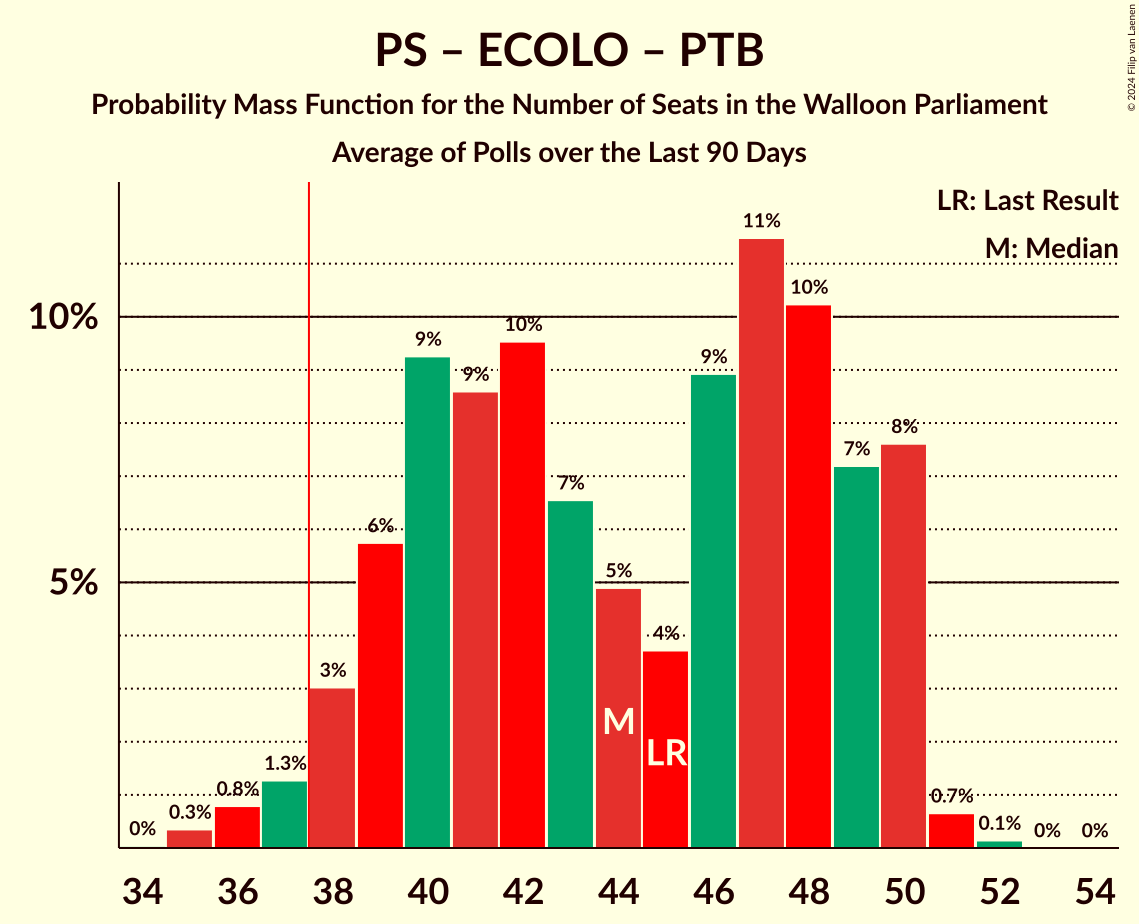 PS – ECOLO – PTB
Probability Mass Function for the Number of Seats in the Walloon Parliament
Average of Polls over the Last 90 Days
© 2024 Filip van Laenen
LR: Last Result
M: Median
10%
5%
0%
0.3%
0.8%
1.3%
3%
6%
9%
9%
10%
7%
5%
4%
9%
11%
10%
7%
8%
0.7%
0.1%
0%
0%
M
LR
34 36 38 40 42 44 46 48 50 52 54